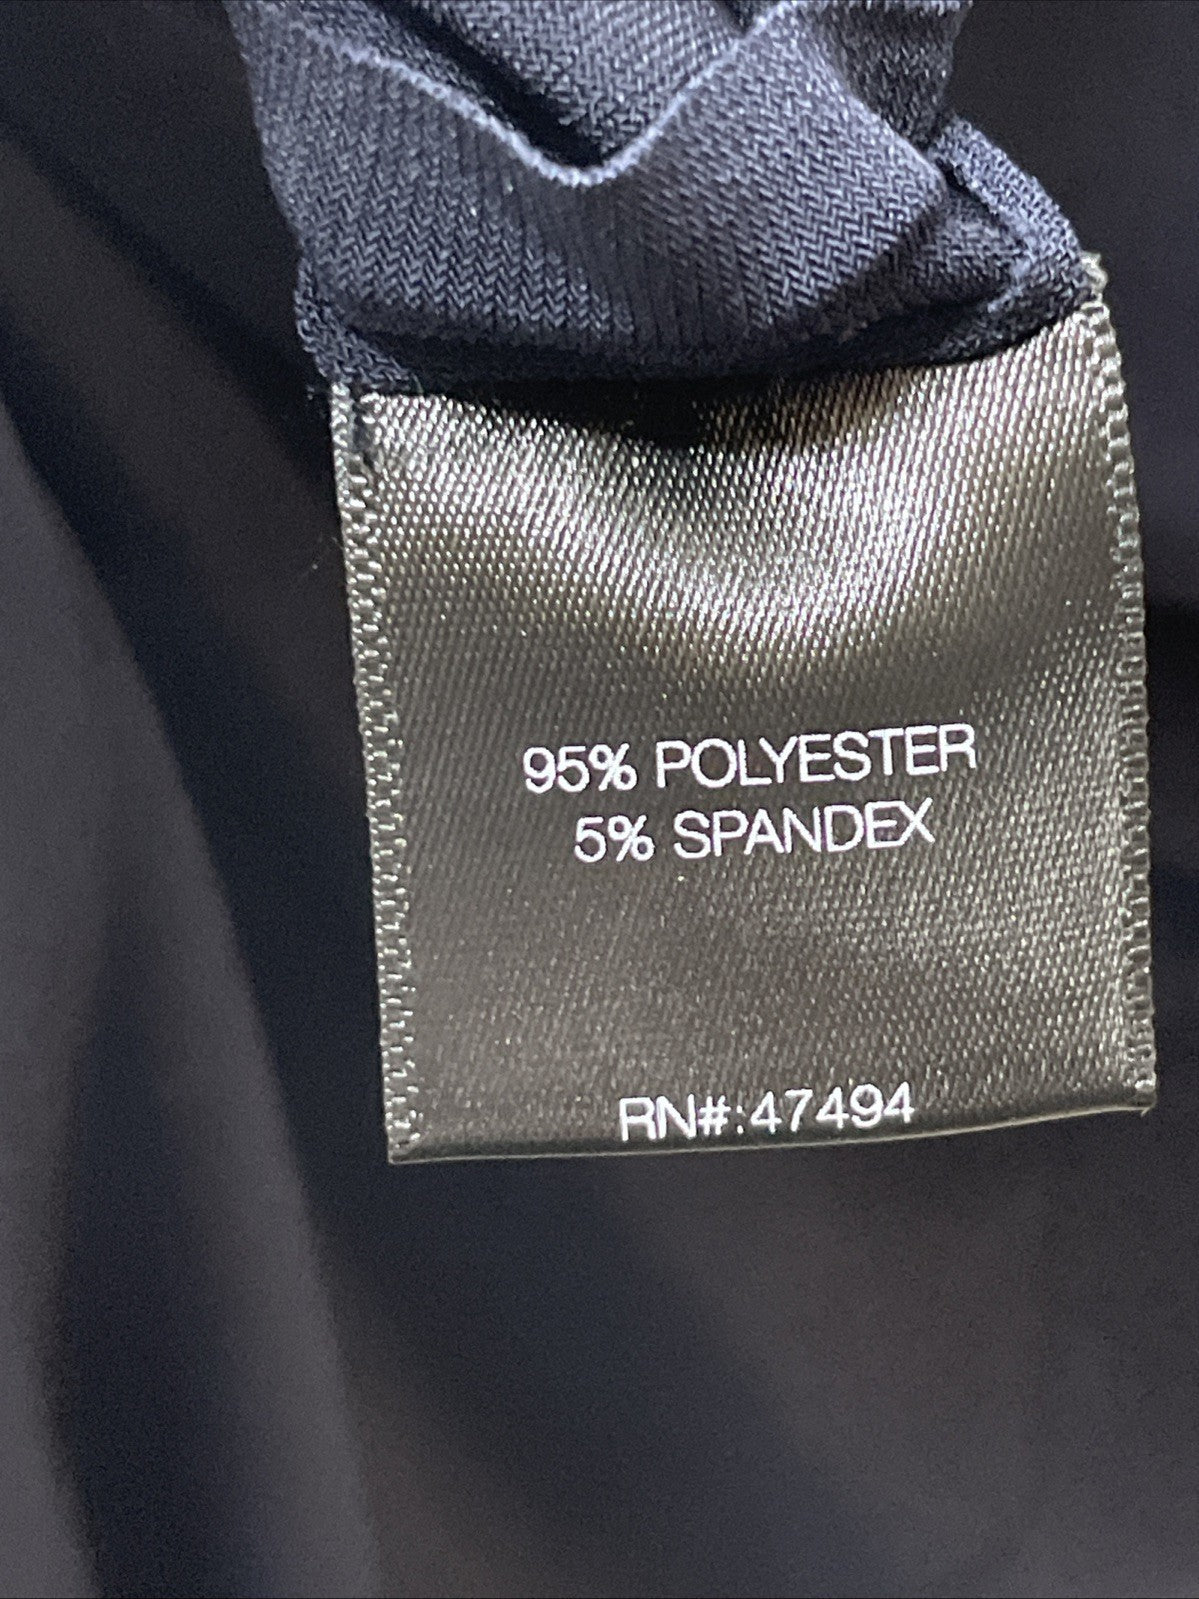 95% POLYESTER
5% SPANDEX
RN#:47494